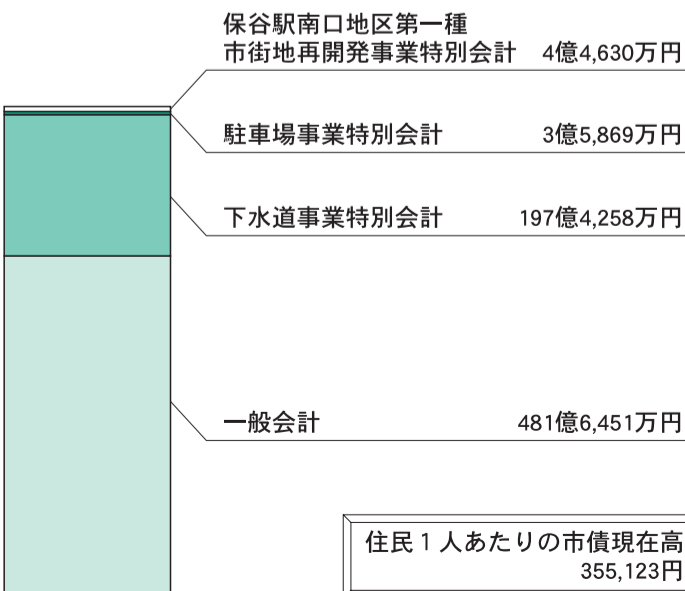 保谷駅南口地区第一種
市街地再開発事業特別会計 4億4,630万円
駐車場事業特別会計 3億5,869万円
下水道事業特別会計 197億4,258万円
一般会計 481億6,451万円
住民1人あたりの市債現在高
355,123円